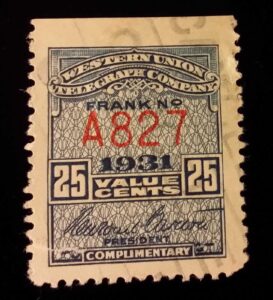 WESTERN UNION
TELEGRAPH COMPANY
FRANK No
A827
1931
25 VALUE 25
CENTS
PRESIDENT
COMPLIMENTARY